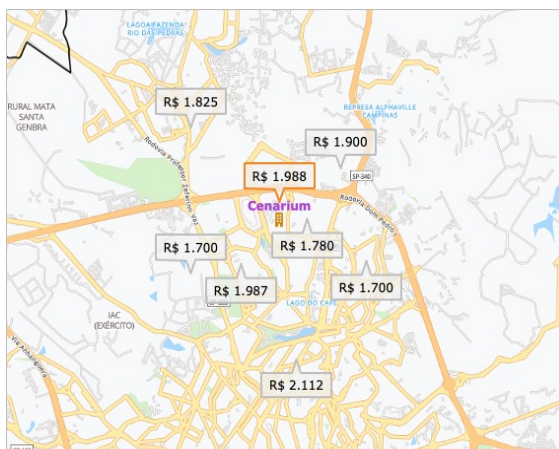 LAGOA FAZENDA
RIO DAS PEDRAS
R$ 1.825
RURAL MATA
SANTA
GENBRA
REPRESA ALPHAVILLE
CAMPINAS
R$ 1.900
Rodovia Professor Zeferino Vaz
R$ 1.988
SP-340
Cenarium
Rodovia Dom Pedro I
R$ 1.700
R$ 1.780
R$ 1.987
R$ 1.700
LAGO DO CAFÉ
IAC
(EXÉRCITO)
Via Anhanguera
R$ 2.112